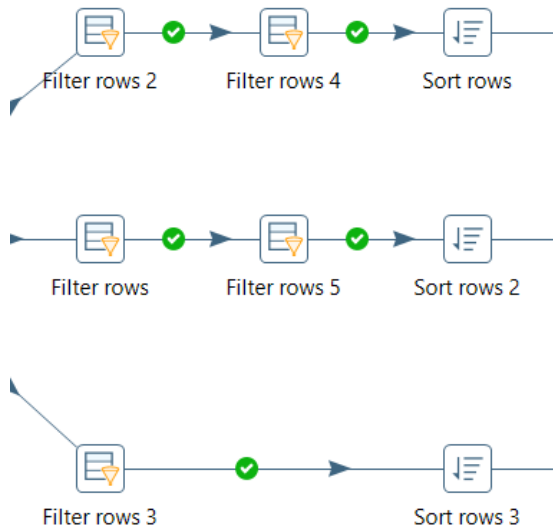 Filter rows 2
Filter rows 4
Sort rows
Filter rows
Filter rows 5
Sort rows 2
Filter rows 3
Sort rows 3